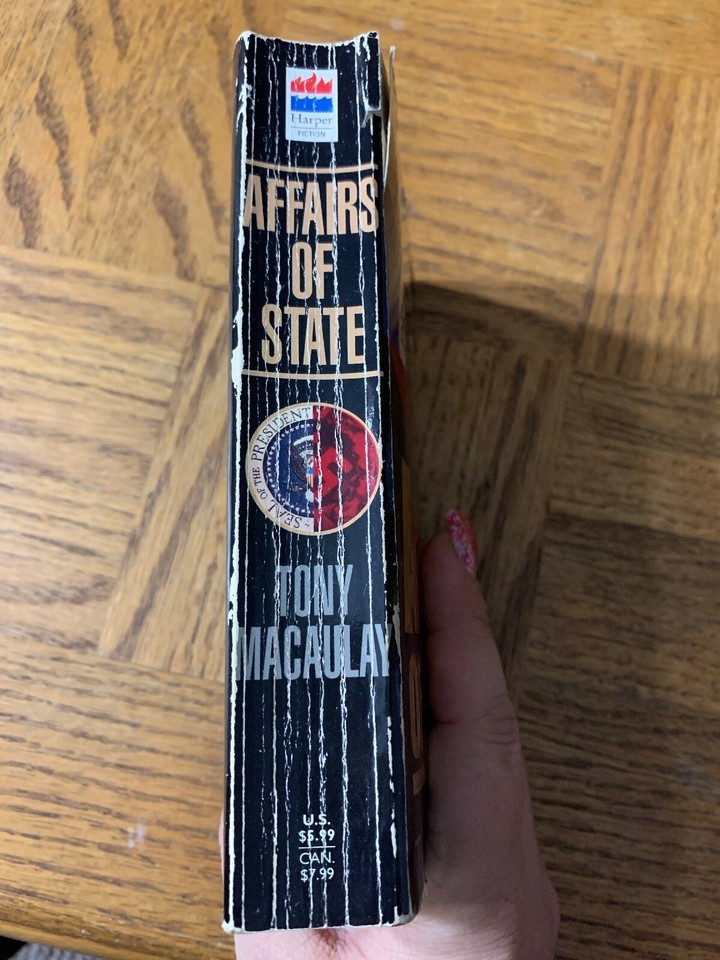 Harper
FICTION
AFFAIRS
OF
STATE
SEAL OF THE PRESIDENT
TONY
MACAULAY
U.S.
$5.99
CAN.
$7.99